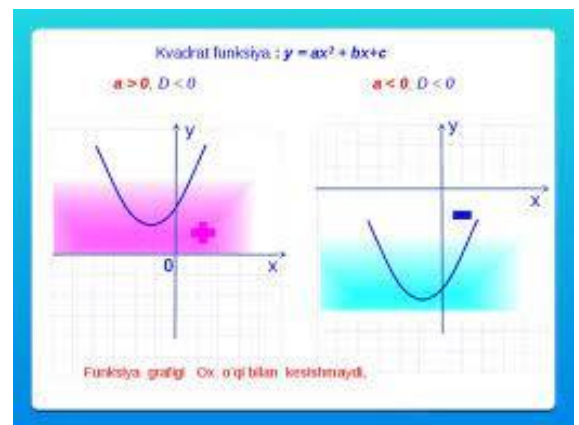 Kvadrat funksiya : y = ax² + bx+c
a > 0, D < 0
a < 0, D < 0
y
y
x
0
x
Funksiya grafigi Ox o'qi bilan kesishmaydi.